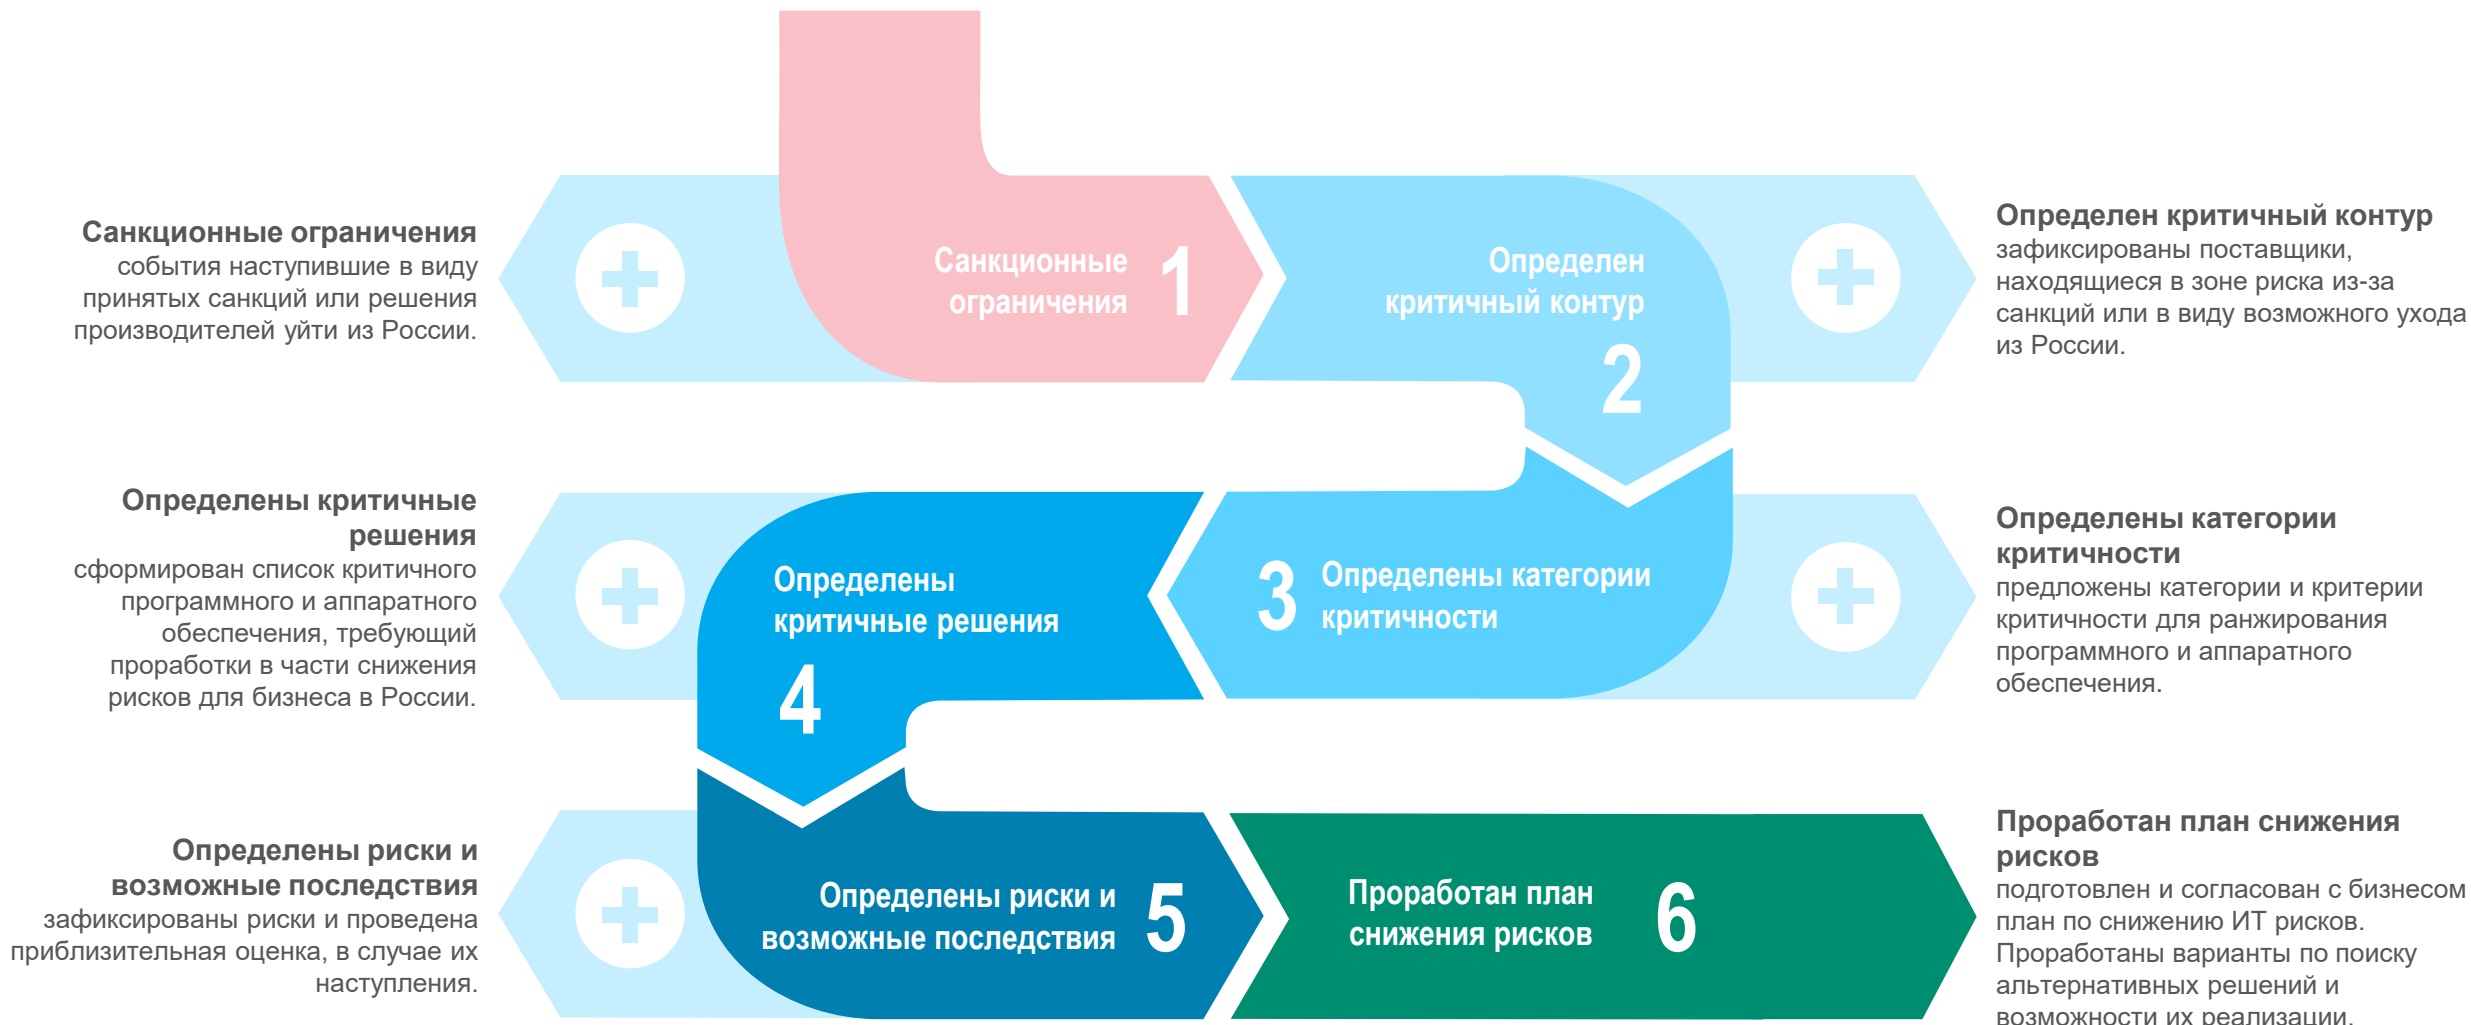 Санкционные ограничения
события наступившие в виду
принятых санкций или решения
производителей уйти из России.
Санкционные
ограничения
1
Определен
критичный контур
2
Определен критичный контур
зафиксированы поставщики,
находящиеся в зоне риска из-за
санкций или в виду возможного ухода
из России.
Определены категории
критичности
предложены категории и критерии
критичности для ранжирования
программного и аппаратного
обеспечения.
3
Определены категории
критичности
Определены
критичные решения
4
Определены критичные
решения
сформирован список критичного
программного и аппаратного
обеспечения, требующий
проработки в части снижения
рисков для бизнеса в России.
Определены риски и
возможные последствия
зафиксированы риски и проведена
приблизительная оценка, в случае их
наступления.
Определены риски и
возможные последствия
5
Проработан план
снижения рисков
6
Проработан план снижения
рисков
подготовлен и согласован с бизнесом
план по снижению ИТ рисков.
Проработаны варианты по поиску
альтернативных решений и
возможности их реализации.